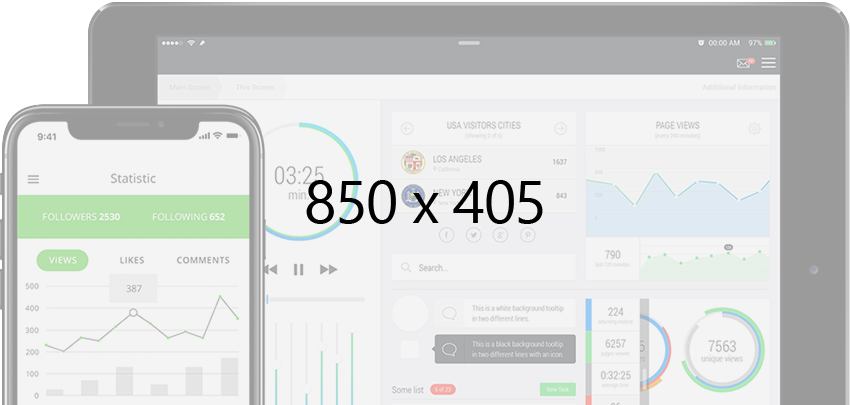 00:00 AM 97%
Main Screen This Screen Additional Information
9:41
Statistic
FOLLOWERS 2530 FOLLOWING 652
VIEWS LIKES COMMENTS
387
500
400
300
200
100
0
03:25
min.
USA VISITORS CITIES
LOS ANGELES 1637
California
NEW YORK 843
Search...
PAGE VIEWS
790
850 x 405
This is a white background tooltip
in two different lines.
This is a black background tooltip
in two different lines with an icon.
Some list
New Task
224
6257
0:32:25
7563
unique views